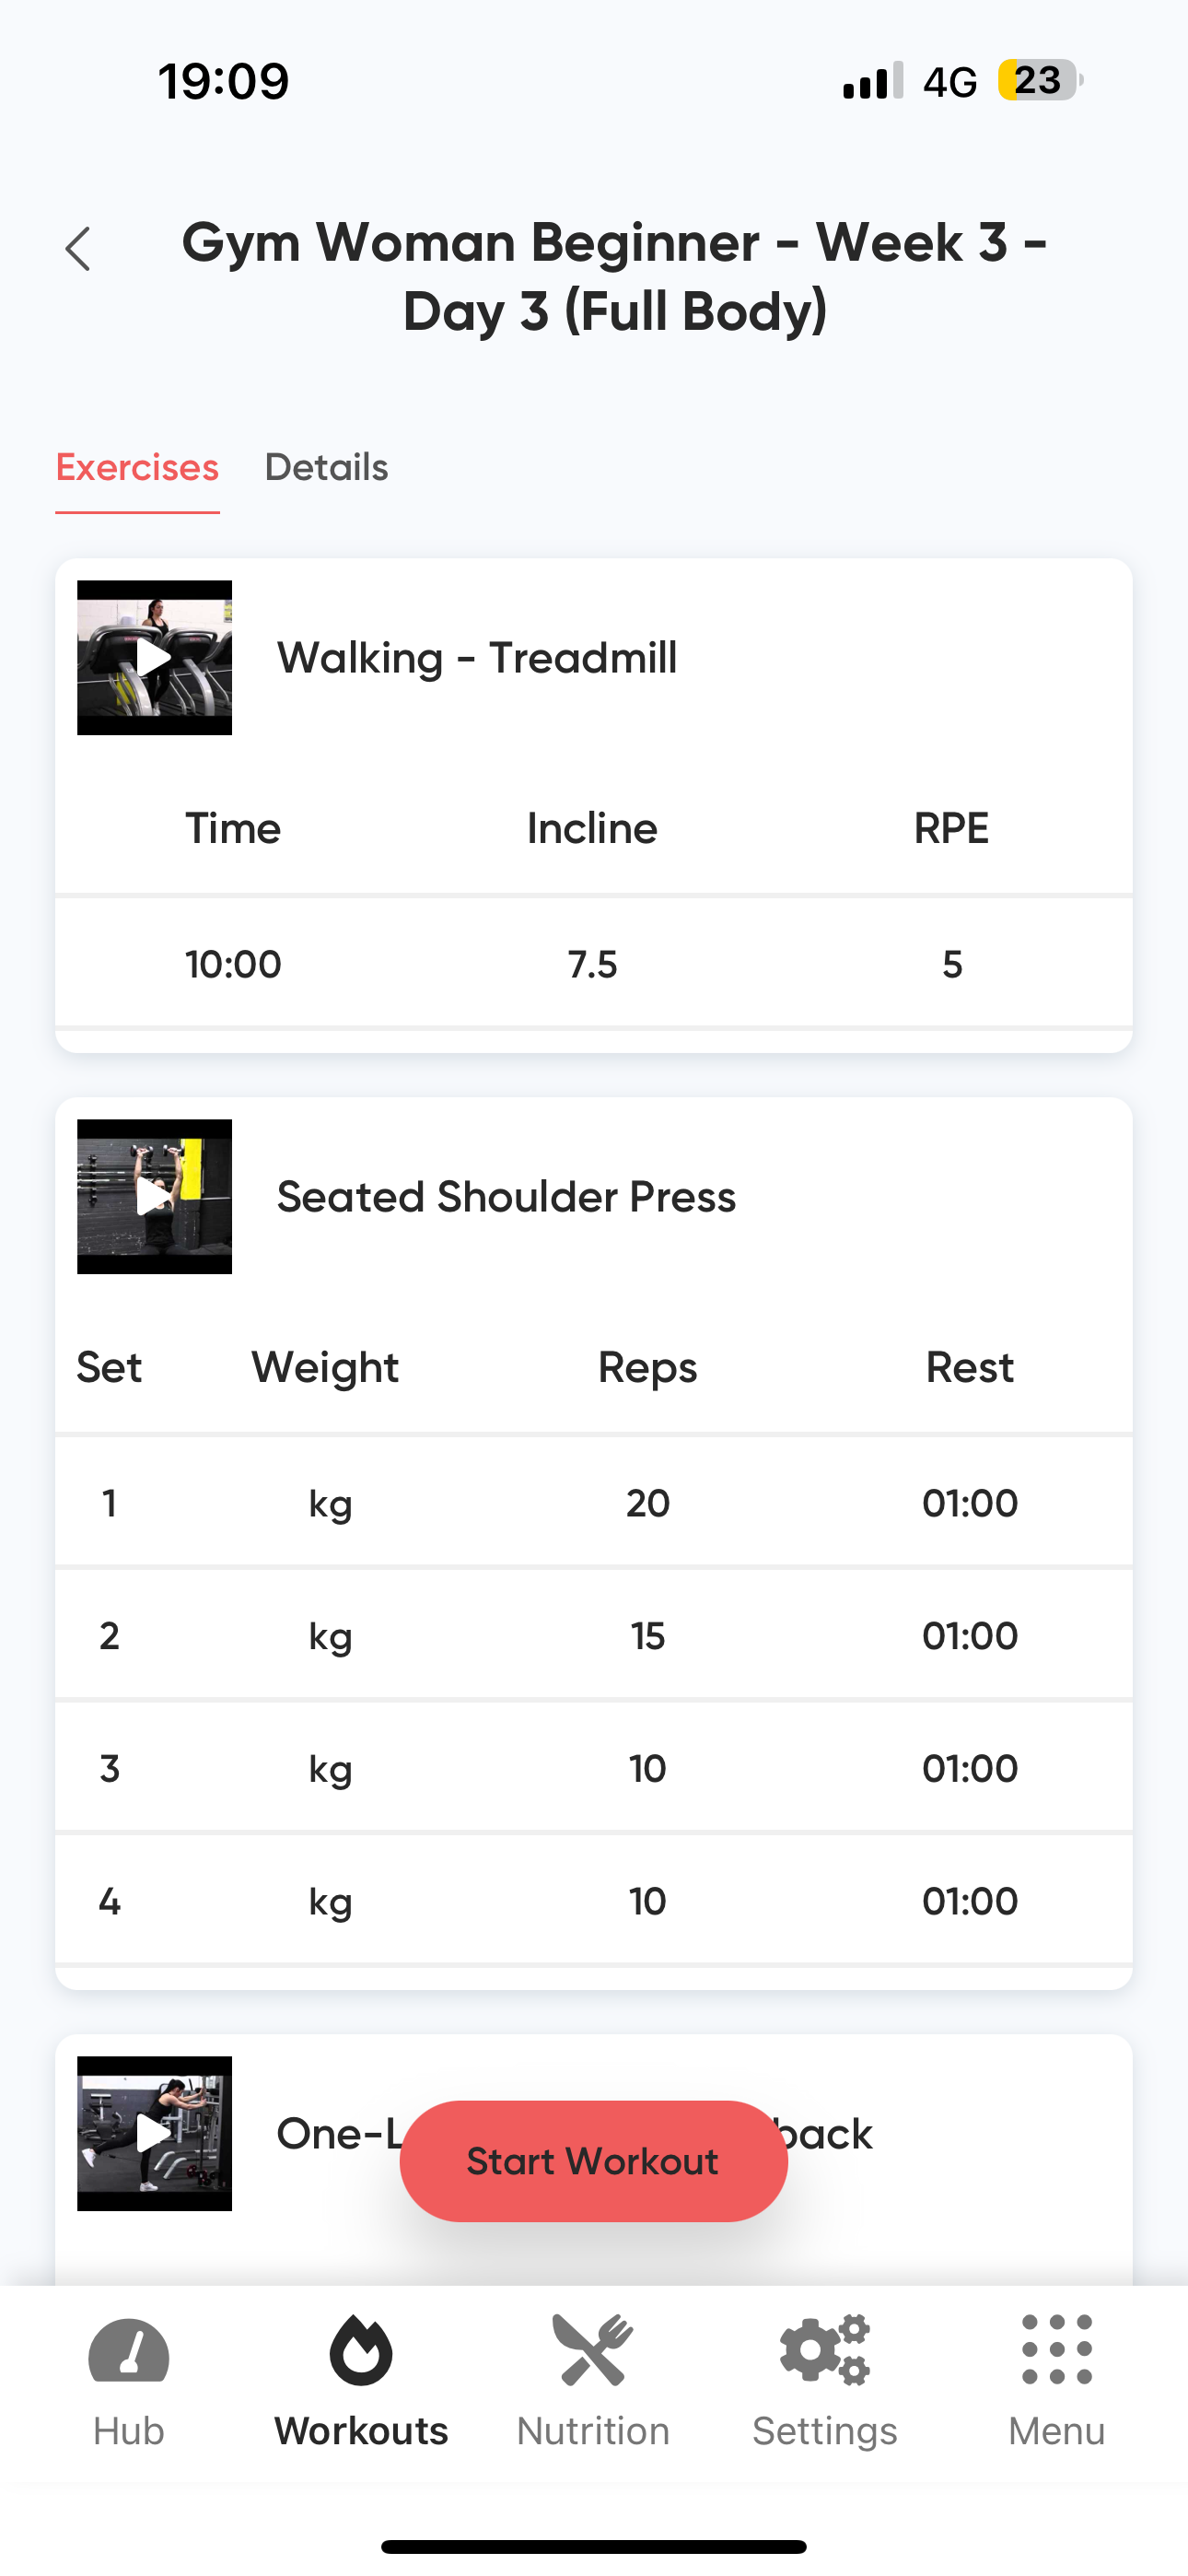 19:09
4G
23
Gym Woman Beginner - Week 3 -
Day 3 (Full Body)
Exercises Details
Walking - Treadmill
Time Incline RPE
10:00 7.5 5
Seated Shoulder Press
Set Weight Reps Rest
1 kg 20 01:00
2 kg 15 01:00
3 kg 10 01:00
4 kg 10 01:00
Start Workout
Hub Workouts Nutrition Settings Menu